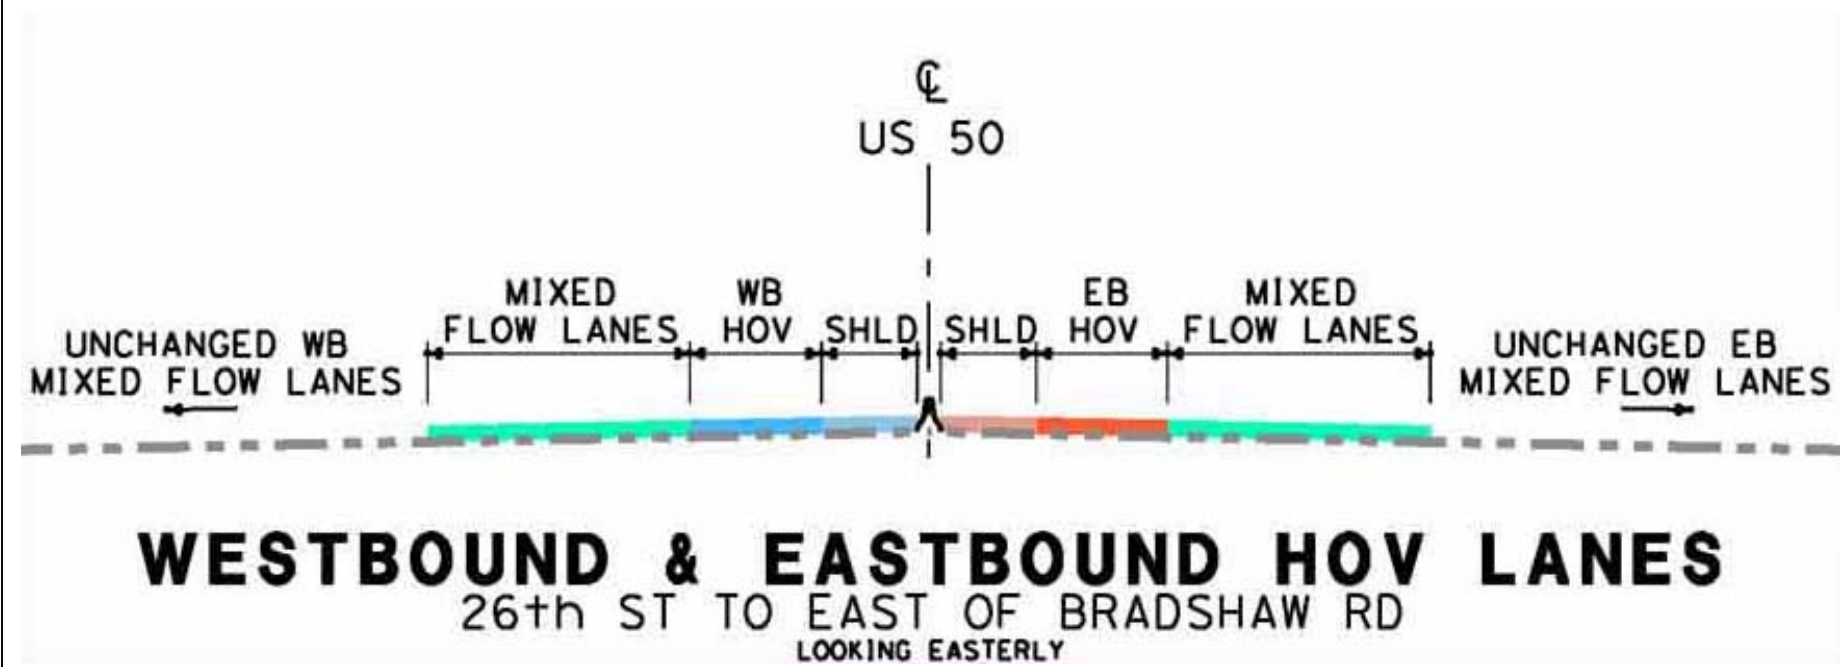 ℄
US 50
UNCHANGED WB
MIXED FLOW LANES
MIXED
FLOW LANES
WB
HOV
SHLD
SHLD
EB
HOV
MIXED
FLOW LANES
UNCHANGED EB
MIXED FLOW LANES
WESTBOUND & EASTBOUND HOV LANES
26th ST TO EAST OF BRADSHAW RD
LOOKING EASTERLY